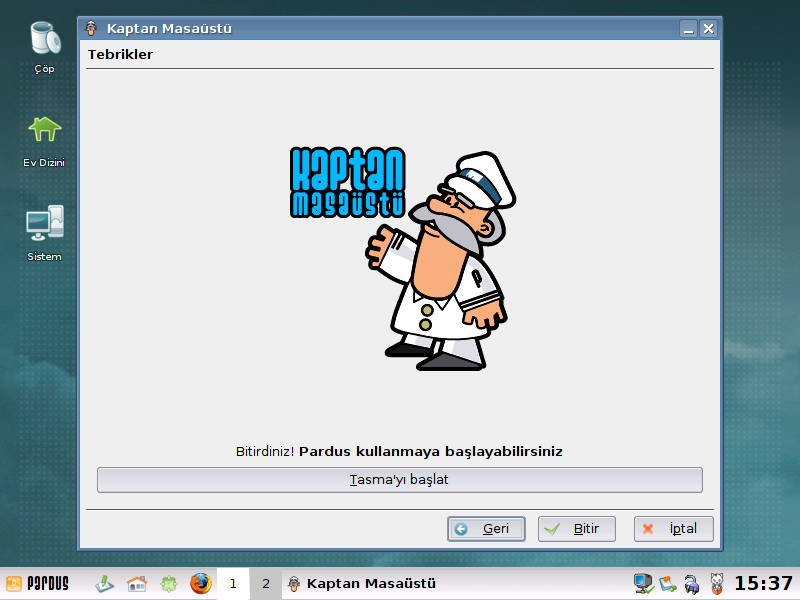 Kaptan Masaüstü
Tebrikler
Çöp
Ev Dizini
Sistem
kaptan
masaüstü
P
Bitirdiniz! Pardus kullanmaya başlayabilirsiniz
Tasma'yı başlat
Geri
Bitir
İptal
PARDUS
1
2
Kaptan Masaüstü
15:37